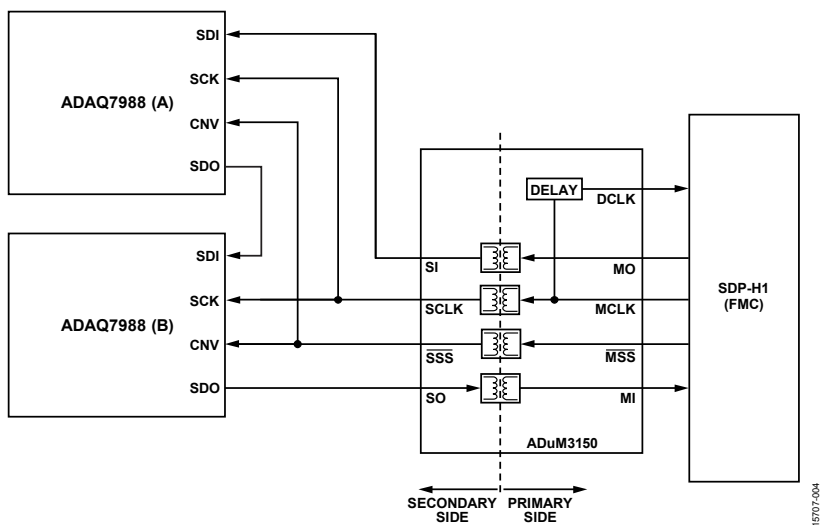 SDI
SCK
ADAQ7988 (A)
CNV
SDO
DELAY
DCLK
SDI
SI
MO
SCK
SCLK
MCLK
SDP-H1
(FMC)
ADAQ7988 (B)
CNV
SSS
MSS
SDO
SO
MI
ADuM3150
SECONDARY
SIDE
PRIMARY
SIDE
15707-004